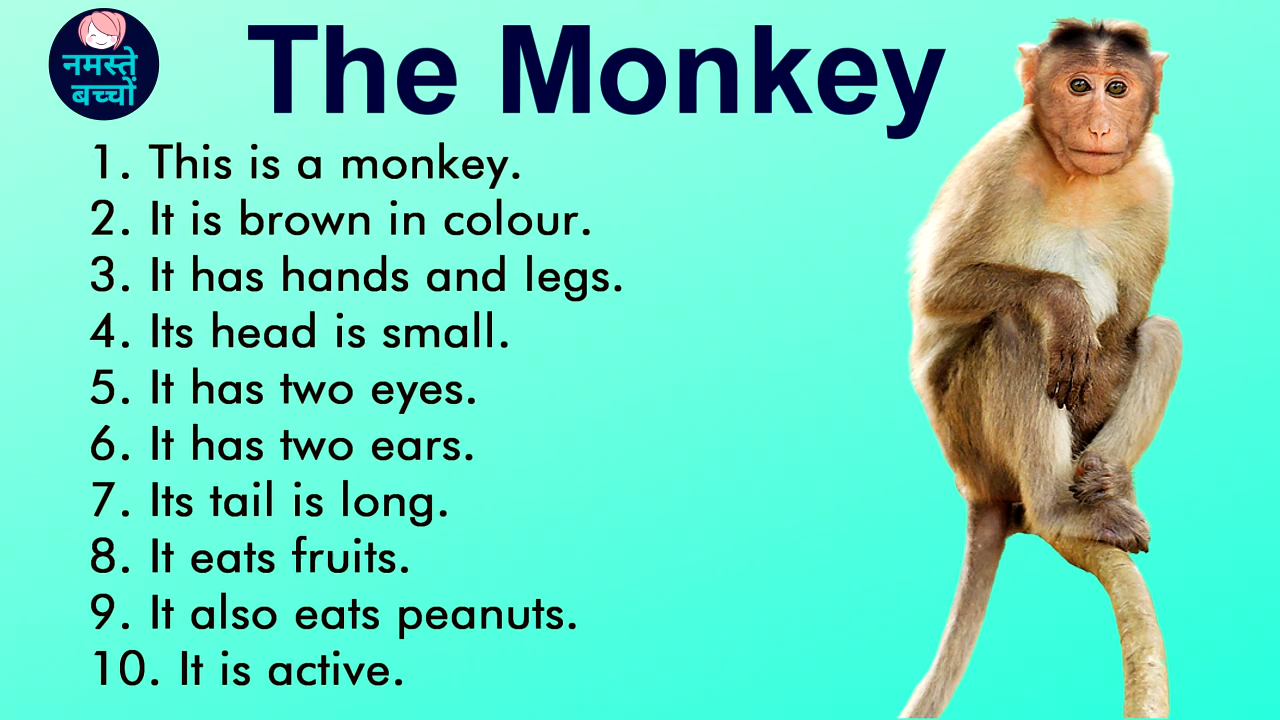 नमस्ते
बच्चों
The Monkey
1. This is a monkey.
2. It is brown in colour.
3. It has hands and legs.
4. Its head is small.
5. It has two eyes.
6. It has two ears.
7. Its tail is long.
8. It eats fruits.
9. It also eats peanuts.
10. It is active.